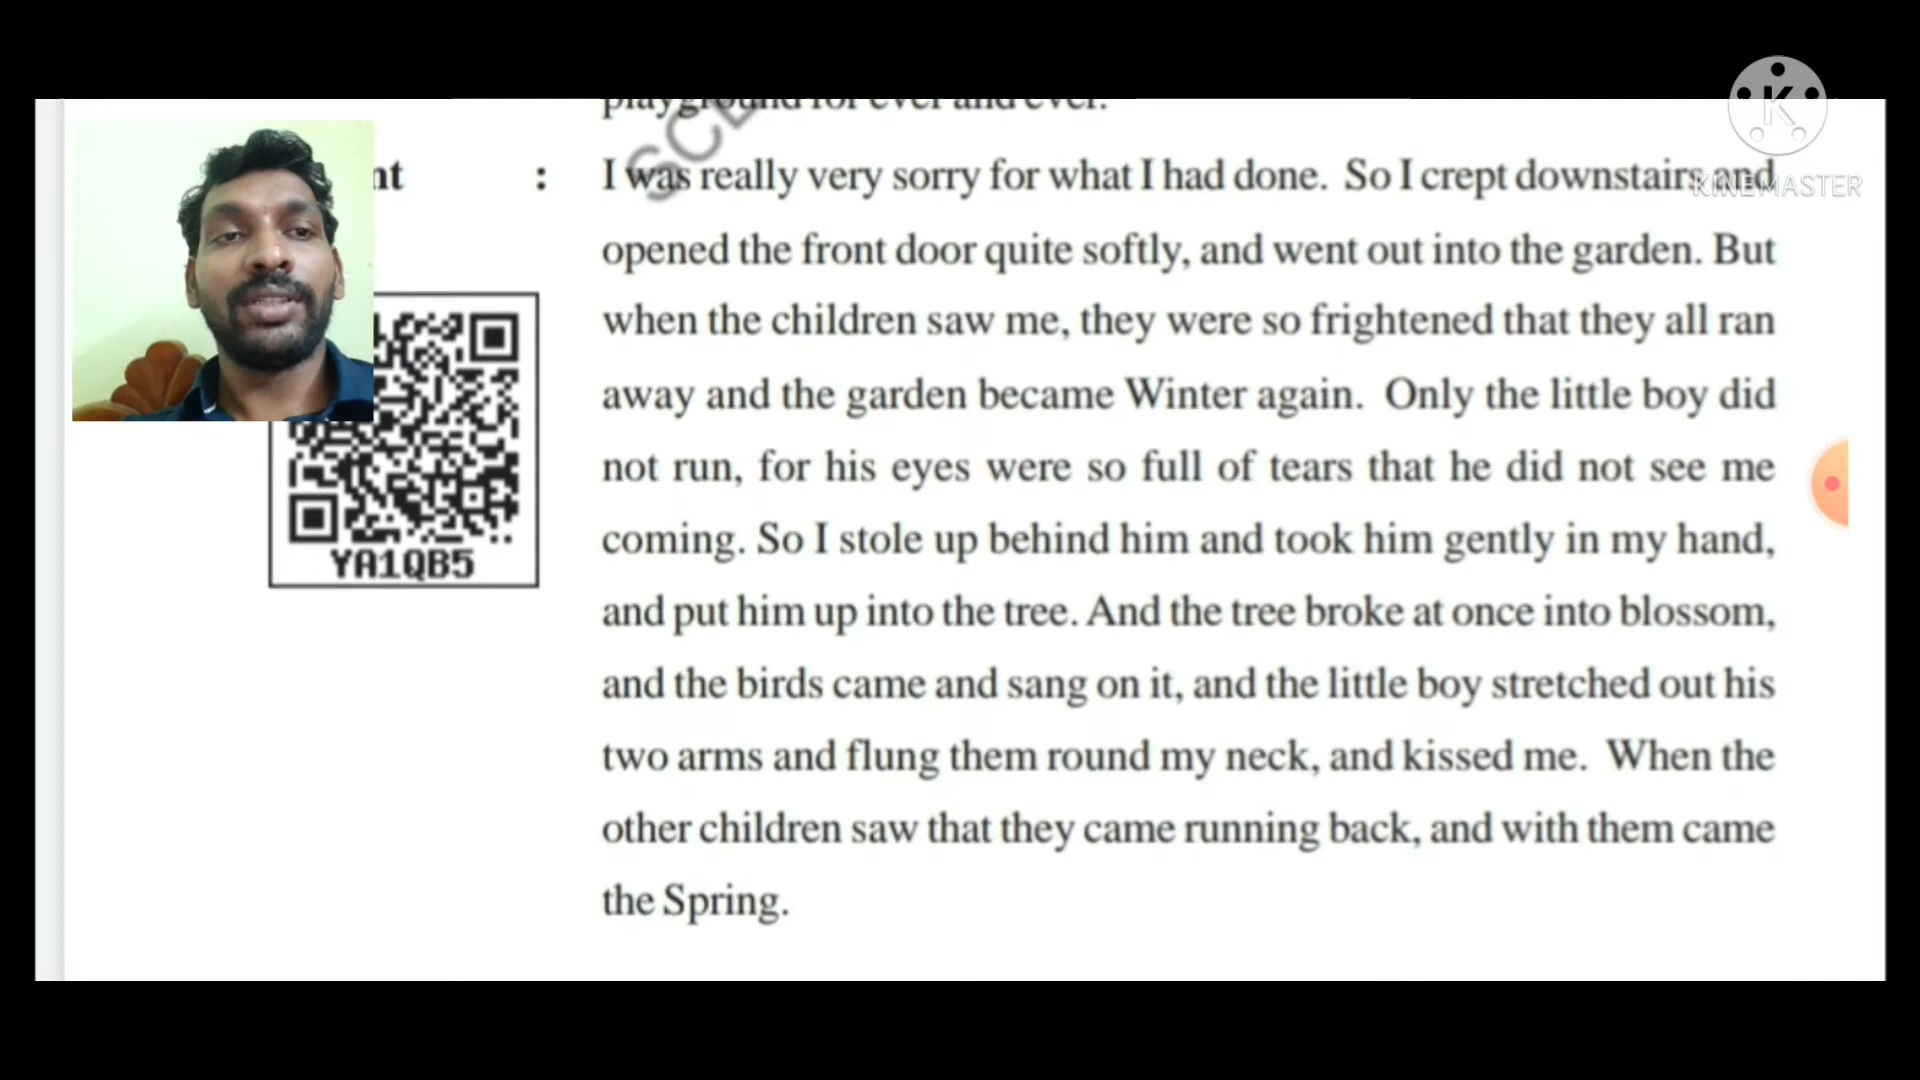 playground for ever and ever.
nt : I was really very sorry for what I had done. So I crept downstairs and
opened the front door quite softly, and went out into the garden. But
when the children saw me, they were so frightened that they all ran
away and the garden became Winter again. Only the little boy did
not run, for his eyes were so full of tears that he did not see me
coming. So I stole up behind him and took him gently in my hand,
and put him up into the tree. And the tree broke at once into blossom,
and the birds came and sang on it, and the little boy stretched out his
two arms and flung them round my neck, and kissed me. When the
other children saw that they came running back, and with them came
the Spring.
YA1QB5
SCE
K
KINEMASTER